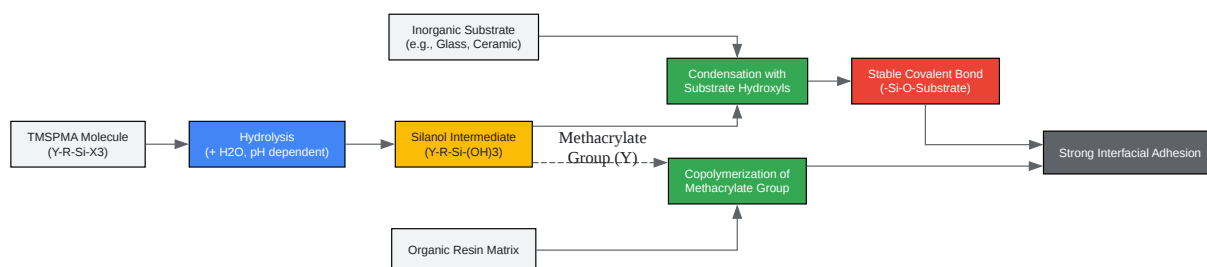 Inorganic Substrate
(e.g., Glass, Ceramic)
Condensation with
Substrate Hydroxyls
Stable Covalent Bond
(-Si-O-Substrate)
TMSPMA Molecule
(Y-R-Si-X3)
Hydrolysis
(+ H2O, pH dependent)
Silanol Intermediate
(Y-R-Si-(OH)3)
Methacrylate
Group (Y)
Copolymerization of
Methacrylate Group
Strong Interfacial Adhesion
Organic Resin Matrix